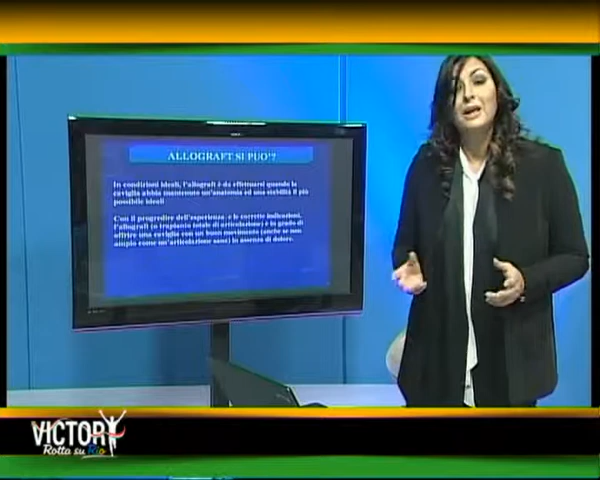 ALLOGRAFT SI PUO'?
In condizioni ideali, l'allograft è da effettuarsi quando la
caviglia abbia mantenuto un'anatomia ed una stabilità il più
possibile ideali
Con il progredire dell'esperienza e le corrette indicazioni,
l'allograft (o trapianto totale di articolazione) è in grado di
offrire una caviglia con un buon movimento (anche se non
ampio come un'articolazione sana) in assenza di dolore.
VICTORY
Rotta su Rio